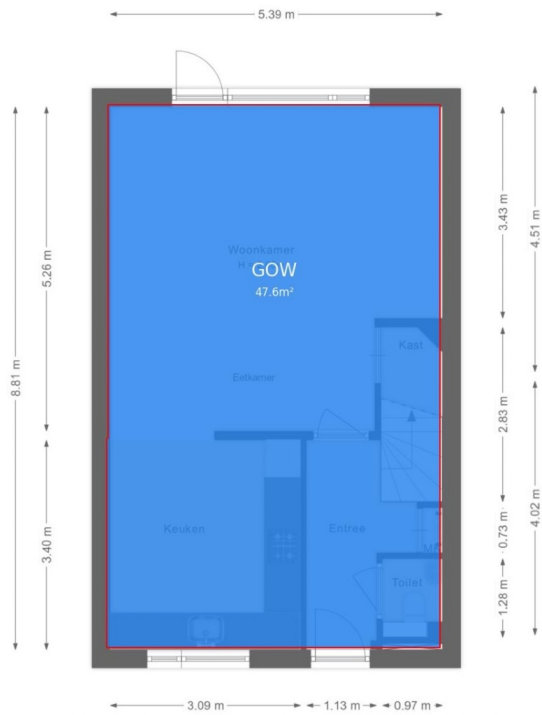 5.39 m
Woonkamer
GOW
47.6m²
Kast
Eetkamer
Keuken
Entree
Toilet
8.81 m
5.26 m
3.40 m
3.43 m
2.83 m
0.73 m
1.28 m
4.51 m
4.02 m
3.09 m
1.13 m
0.97 m